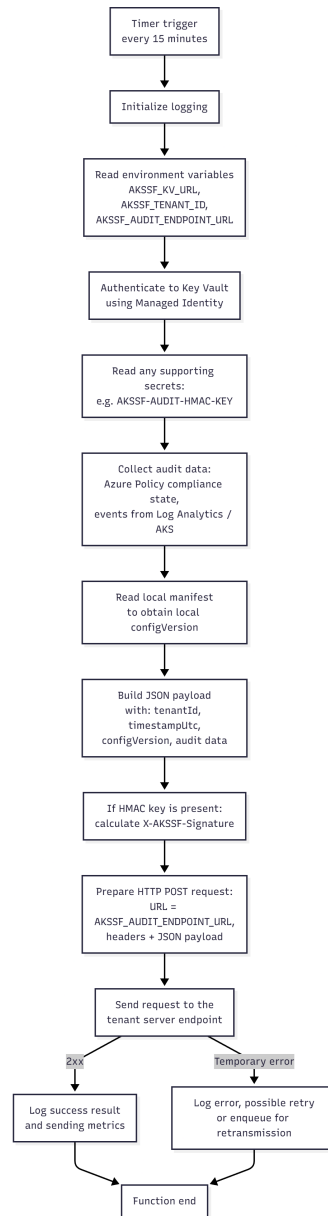 Timer trigger
every 15 minutes
Initialize logging
Read environment variables
AKSSF_KV_URL,
AKSSF_TENANT_ID,
AKSSF_AUDIT_ENDPOINT_URL
Authenticate to Key Vault
using Managed Identity
Read any supporting
secrets:
e.g. AKSSF-AUDIT-HMAC-KEY
Collect audit data:
Azure Policy compliance
state,
events from Log Analytics /
AKS
Read local manifest
to obtain local
configVersion
Build JSON payload
with: tenantId,
timestampUtc,
configVersion, audit data
If HMAC key is present:
calculate X-AKSSF-Signature
Prepare HTTP POST request:
URL =
AKSSF_AUDIT_ENDPOINT_URL,
headers + JSON payload
Send request to the
tenant server endpoint
2xx
Temporary error
Log success result
and sending metrics
Log error, possible retry
or enqueue for
retransmission
Function end